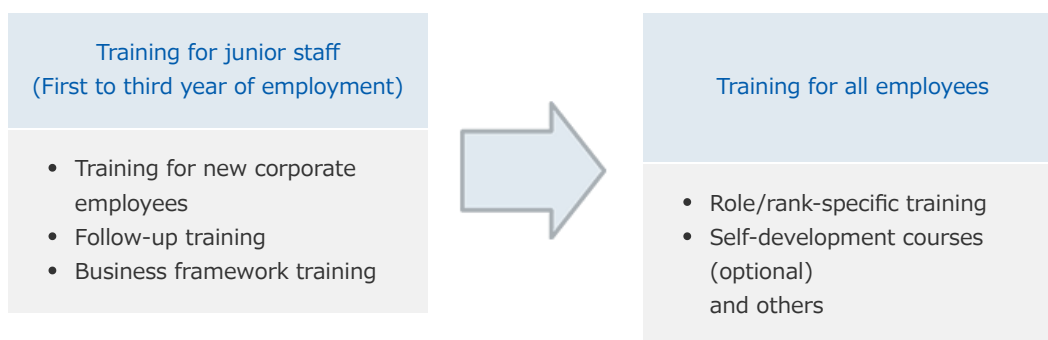 Training for junior staff
(First to third year of employment)
• Training for new corporate
employees
• Follow-up training
• Business framework training
Training for all employees
• Role/rank-specific training
• Self-development courses
(optional)
and others